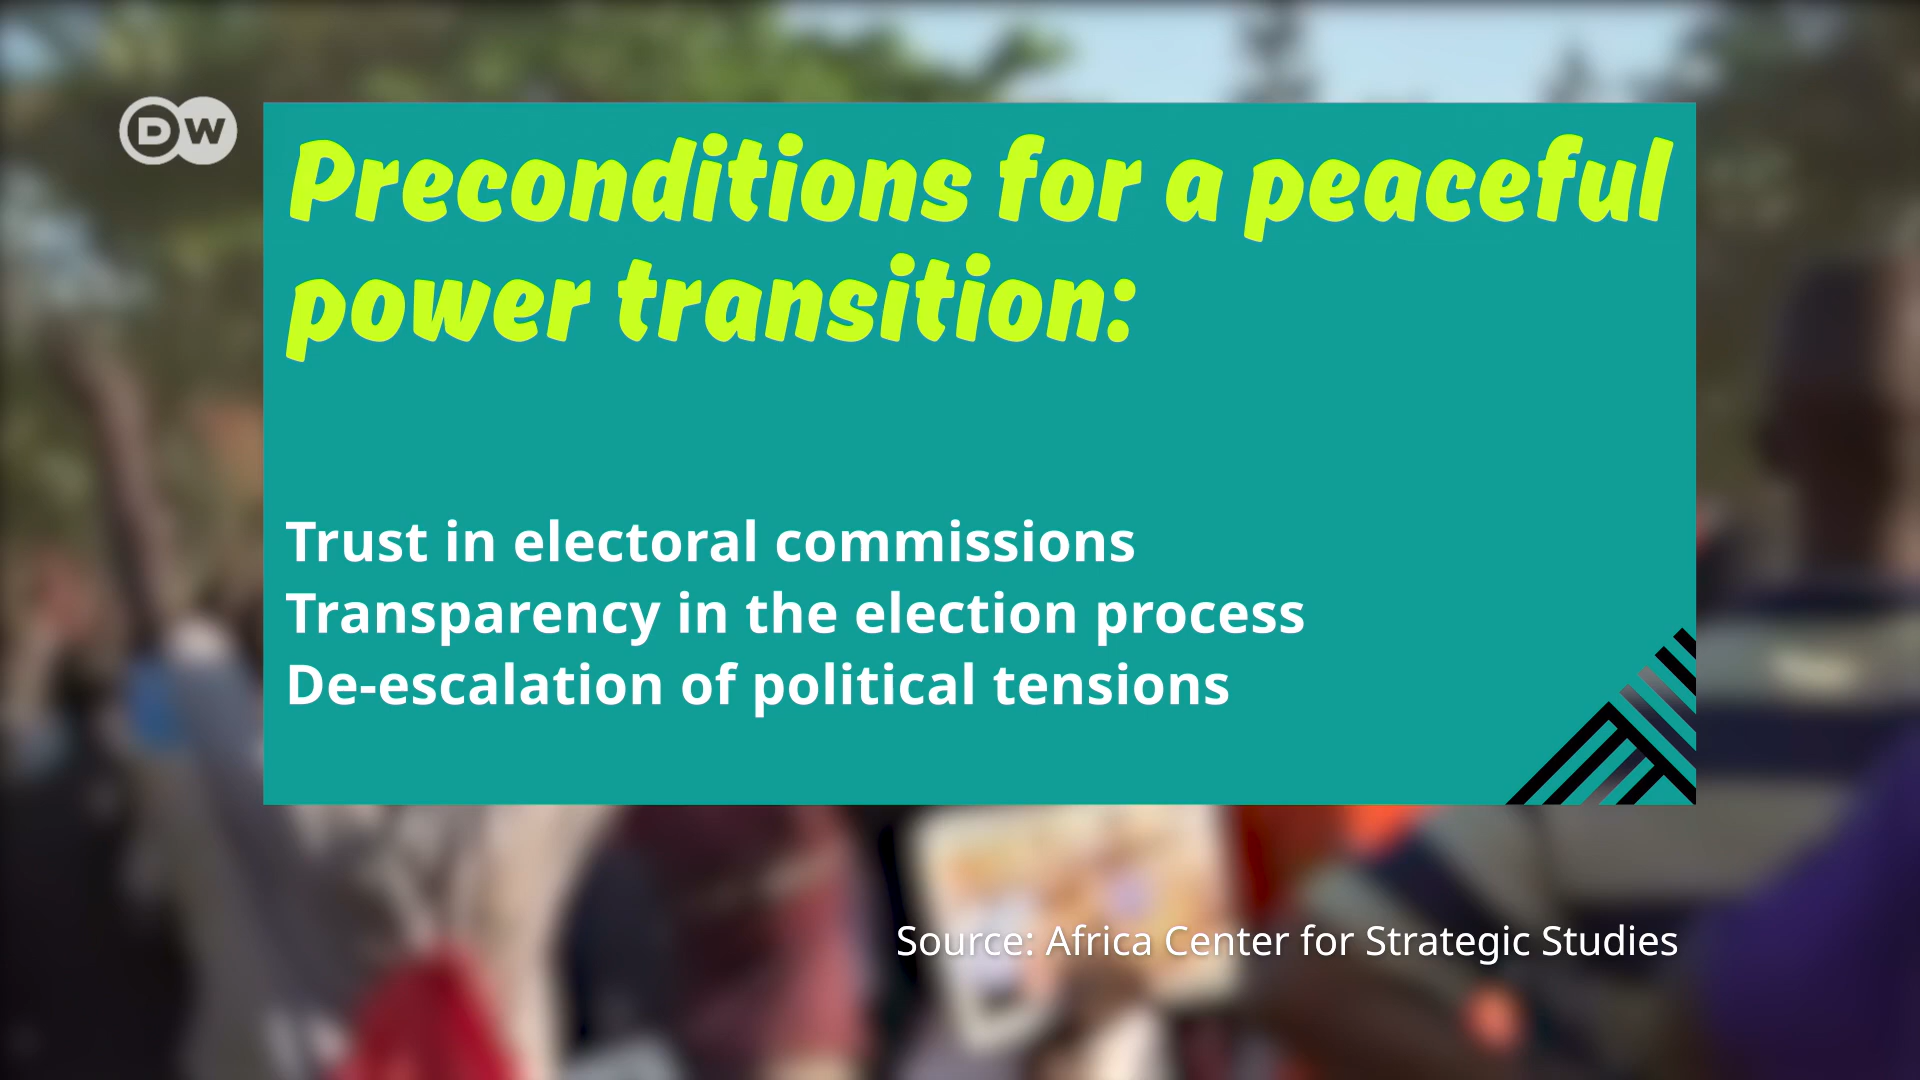 DW
Preconditions for a peaceful
power transition:
Trust in electoral commissions
Transparency in the election process
De-escalation of political tensions
Source: Africa Center for Strategic Studies